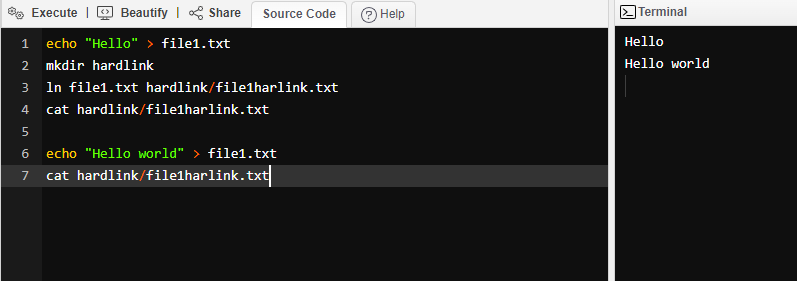 Execute | Beautify | Share Source Code Help
1 echo "Hello" > file1.txt
2 mkdir hardlink
3 ln file1.txt hardlink/file1harlink.txt
4 cat hardlink/file1harlink.txt
5
6 echo "Hello world" > file1.txt
7 cat hardlink/file1harlink.txt
Terminal
Hello
Hello world